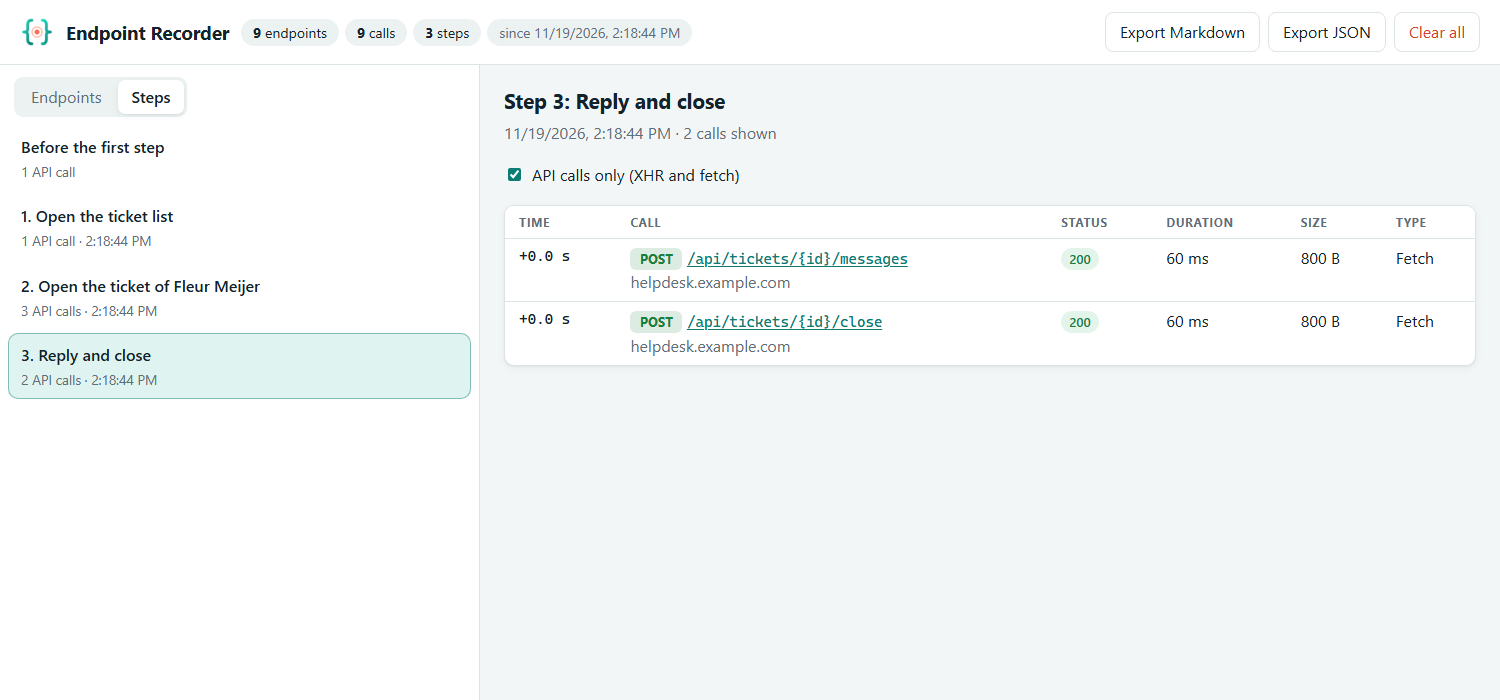 Endpoint Recorder
9 endpoints
9 calls
3 steps
since 11/19/2026, 2:18:44 PM
Export Markdown
Export JSON
Clear all
Endpoints
Steps
Before the first step
1 API call
1. Open the ticket list
1 API call · 2:18:44 PM
2. Open the ticket of Fleur Meijer
3 API calls · 2:18:44 PM
3. Reply and close
2 API calls · 2:18:44 PM
Step 3: Reply and close
11/19/2026, 2:18:44 PM · 2 calls shown
API calls only (XHR and fetch)
TIME CALL STATUS DURATION SIZE TYPE
+0.0 s POST /api/tickets/{id}/messages 200 60 ms 800 B Fetch
helpdesk.example.com
+0.0 s POST /api/tickets/{id}/close 200 60 ms 800 B Fetch
helpdesk.example.com